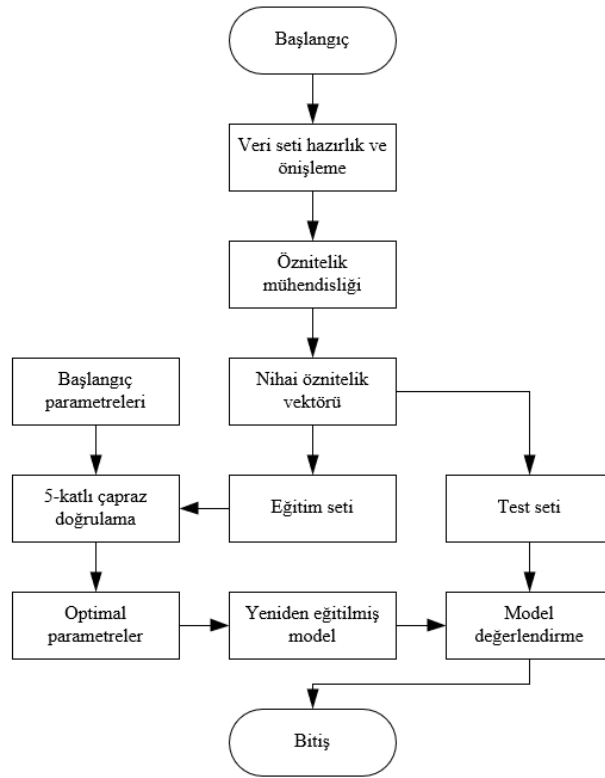 Başlangıç
Veri seti hazırlık ve
önişleme
Öznitelik
mühendisliği
Başlangıç
parametreleri
Nihai öznitelik
vektörü
5-katlı çapraz
doğrulama
Eğitim seti
Test seti
Optimal
parametreler
Yeniden eğitilmiş
model
Model
değerlendirme
Bitiş